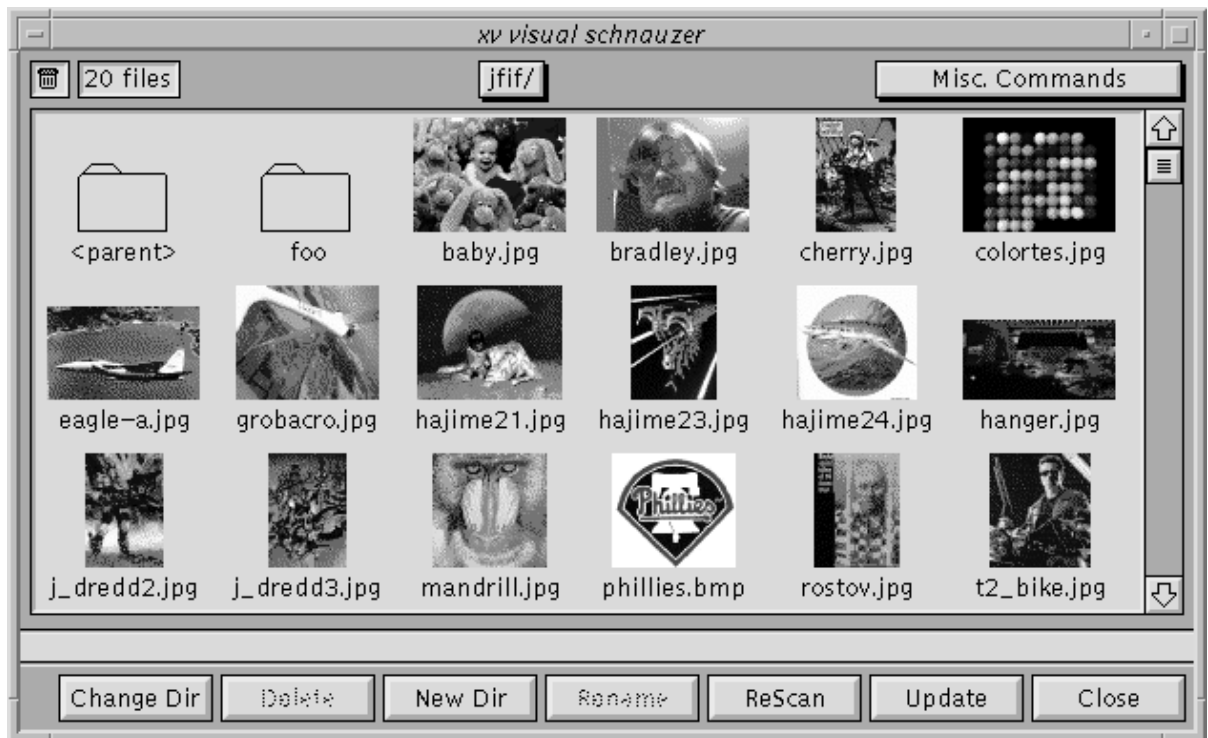 xv visual schnauzer
20 files
jfif/
Misc. Commands
<parent>
foo
baby.jpg
bradley.jpg
cherry.jpg
colortes.jpg
eagle-a.jpg
grobacro.jpg
hajime21.jpg
hajime23.jpg
hajime24.jpg
hanger.jpg
Phillies
j_dredd2.jpg
j_dredd3.jpg
mandrill.jpg
phillies.bmp
rostov.jpg
t2_bike.jpg
Change Dir
Delete
New Dir
Rename
ReScan
Update
Close